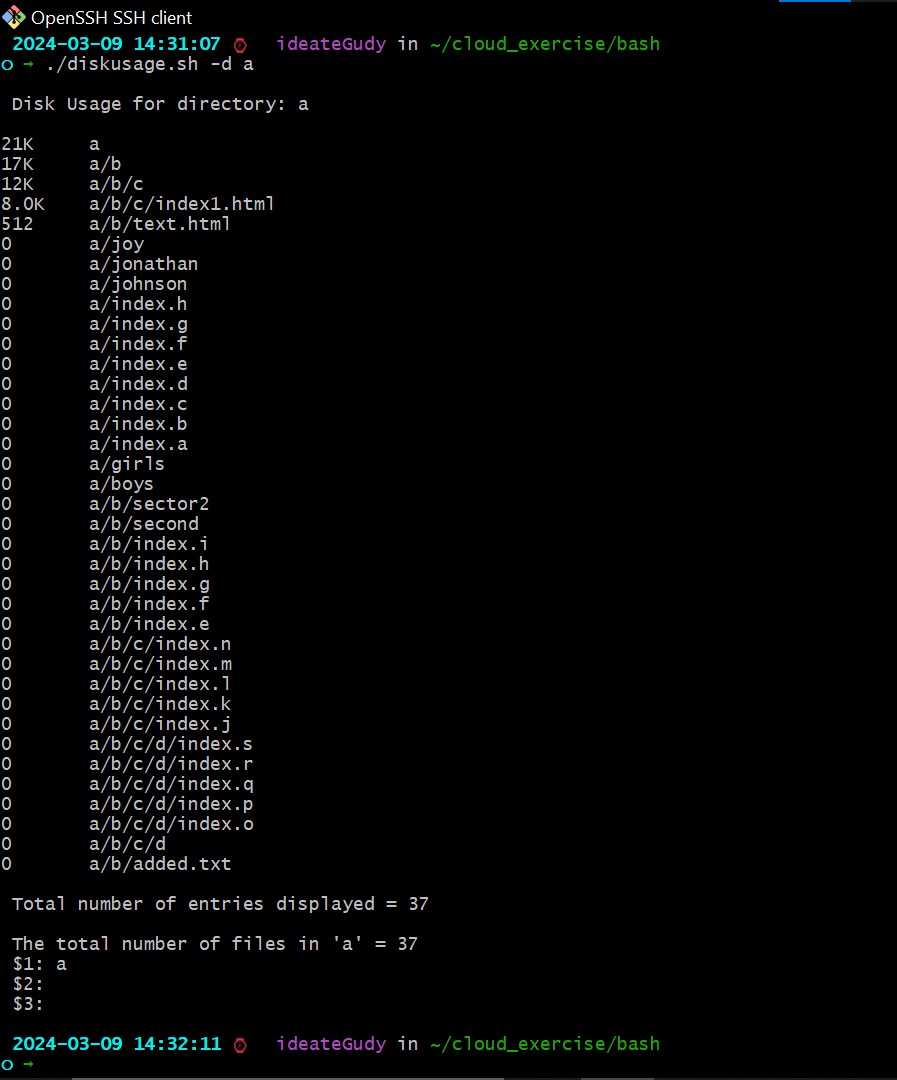 OpenSSH SSH client
2024-03-09 14:31:07 ideateGudy in ~/cloud_exercise/bash
○ → ./diskusage.sh -d a
Disk Usage for directory: a
21K a
17K a/b
12K a/b/c
8.0K a/b/c/index1.html
512 a/b/text.html
0 a/joy
0 a/jonathan
0 a/johnson
0 a/index.h
0 a/index.g
0 a/index.f
0 a/index.e
0 a/index.d
0 a/index.c
0 a/index.b
0 a/index.a
0 a/girls
0 a/boys
0 a/b/sector2
0 a/b/second
0 a/b/index.i
0 a/b/index.h
0 a/b/index.g
0 a/b/index.f
0 a/b/index.e
0 a/b/c/index.n
0 a/b/c/index.m
0 a/b/c/index.l
0 a/b/c/index.k
0 a/b/c/index.j
0 a/b/c/d/index.s
0 a/b/c/d/index.r
0 a/b/c/d/index.q
0 a/b/c/d/index.p
0 a/b/c/d/index.o
0 a/b/c/d
0 a/b/added.txt
Total number of entries displayed = 37
The total number of files in 'a' = 37
$1: a
$2:
$3:
2024-03-09 14:32:11 ideateGudy in ~/cloud_exercise/bash
○ →